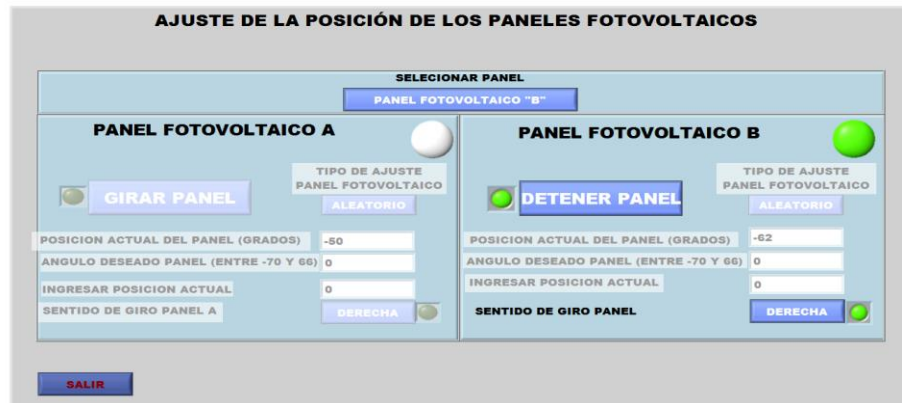 AJUSTE DE LA POSICIÓN DE LOS PANELES FOTOVOLTAICOS
SELECIONAR PANEL
PANEL FOTOVOLTAICO "B"
PANEL FOTOVOLTAICO A
TIPO DE AJUSTE
PANEL FOTOVOLTAICO
GIRAR PANEL
ALEATORIO
POSICION ACTUAL DEL PANEL (GRADOS) -50
ANGULO DESEADO PANEL (ENTRE -70 Y 66) 0
INGRESAR POSICION ACTUAL 0
SENTIDO DE GIRO PANEL A DERECHA
PANEL FOTOVOLTAICO B
TIPO DE AJUSTE
PANEL FOTOVOLTAICO
DETENER PANEL
ALEATORIO
POSICION ACTUAL DEL PANEL (GRADOS) -62
ANGULO DESEADO PANEL (ENTRE -70 Y 66) 0
INGRESAR POSICION ACTUAL 0
SENTIDO DE GIRO PANEL DERECHA
SALIR